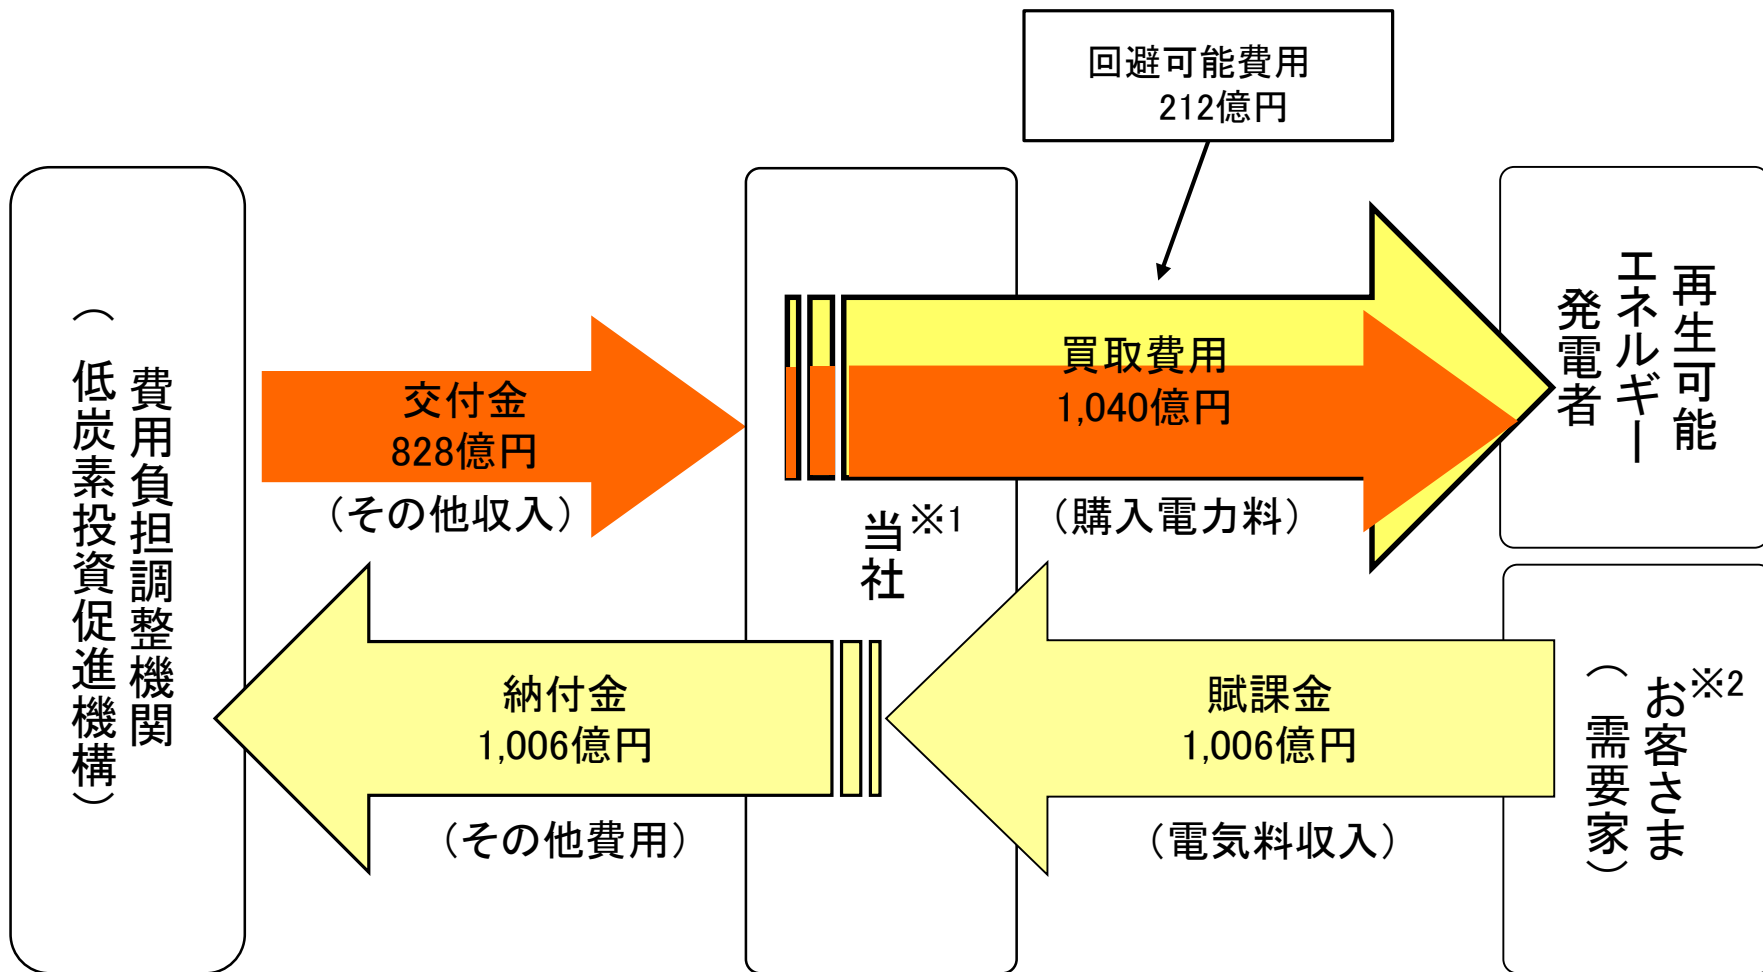 回避可能費用
212億円
費用負担調整機関
（低炭素投資促進機構）
交付金
828億円
（その他収入）
当社※1
買取費用
1,040億円
（購入電力料）
再生可能
エネルギー
発電者
納付金
1,006億円
（その他費用）
賦課金
1,006億円
（電気料収入）
お客さま※2
（需要家）